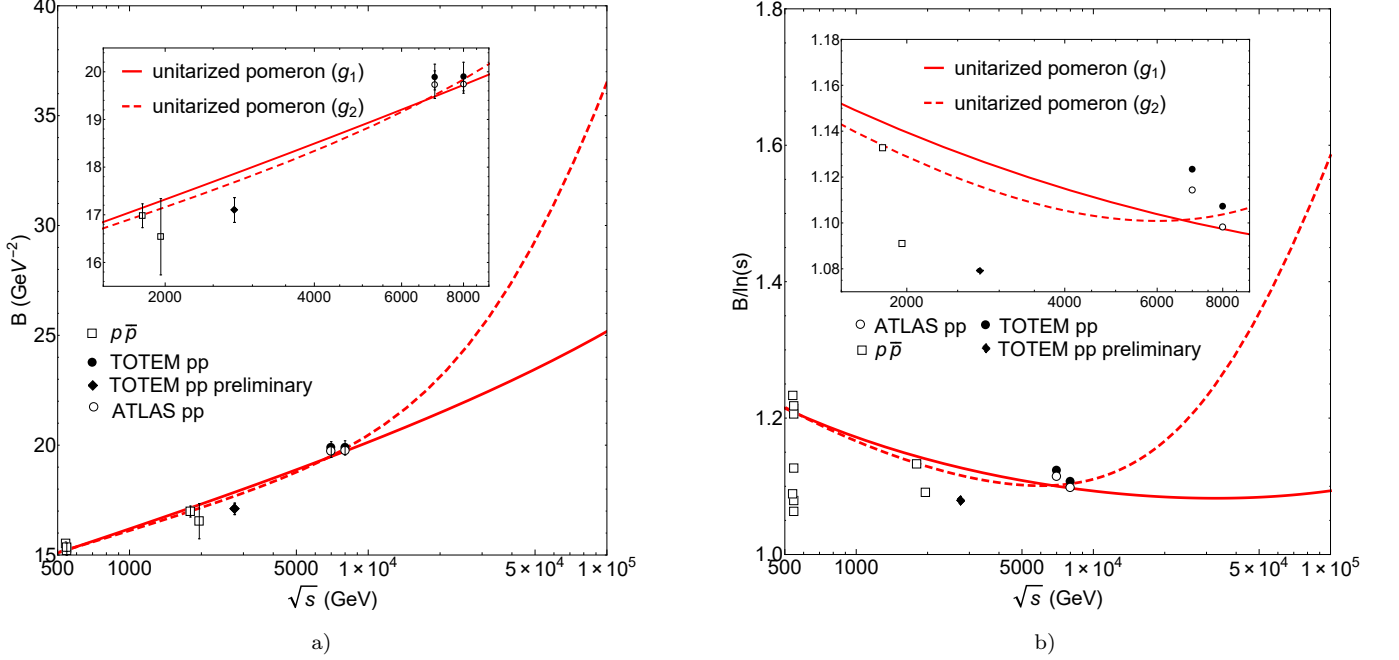 40
35
30
25
20
15
B (GeV⁻²)
20
19
18
17
16
2000
4000
6000
8000
unitarized pomeron (g₁)
unitarized pomeron (g₂)
p p̅
TOTEM pp
TOTEM pp preliminary
ATLAS pp
500
1000
5000
1×10⁴
5×10⁴
1×10⁵
√s (GeV)
a)
1.8
1.6
1.4
1.2
1.0
B/ln(s)
1.18
1.16
1.14
1.12
1.10
1.08
2000
4000
6000
8000
unitarized pomeron (g₁)
unitarized pomeron (g₂)
ATLAS pp
TOTEM pp
p p̅
TOTEM pp preliminary
500
1000
5000
1×10⁴
5×10⁴
1×10⁵
√s (GeV)
b)